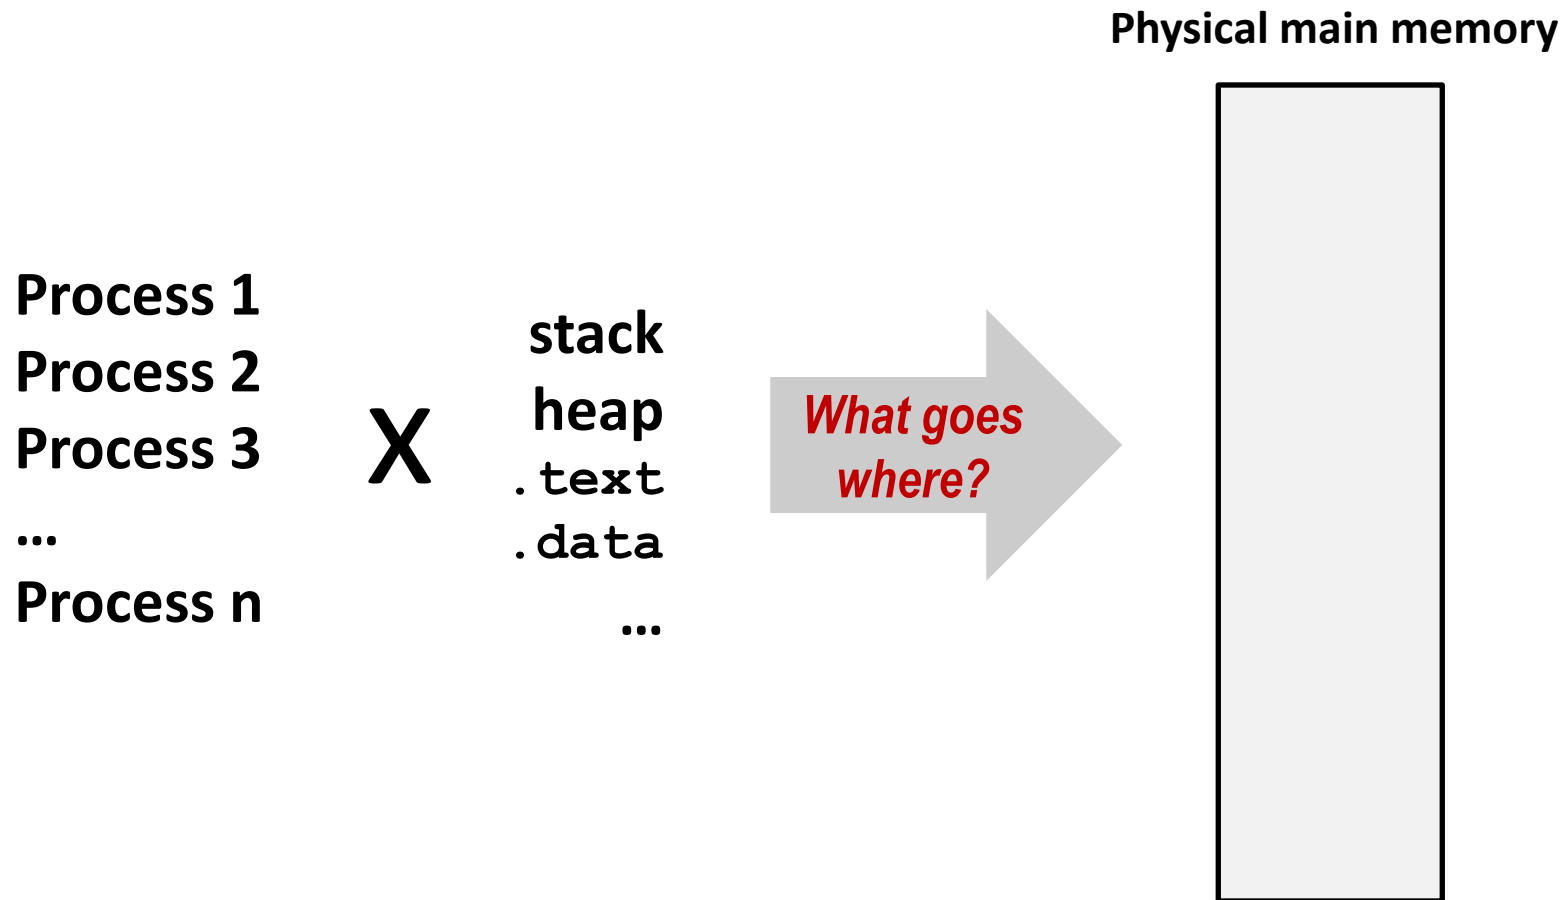 Physical main memory
Process 1
Process 2
Process 3
…
Process n
X
stack
heap
.text
.data
…
What goes
where?